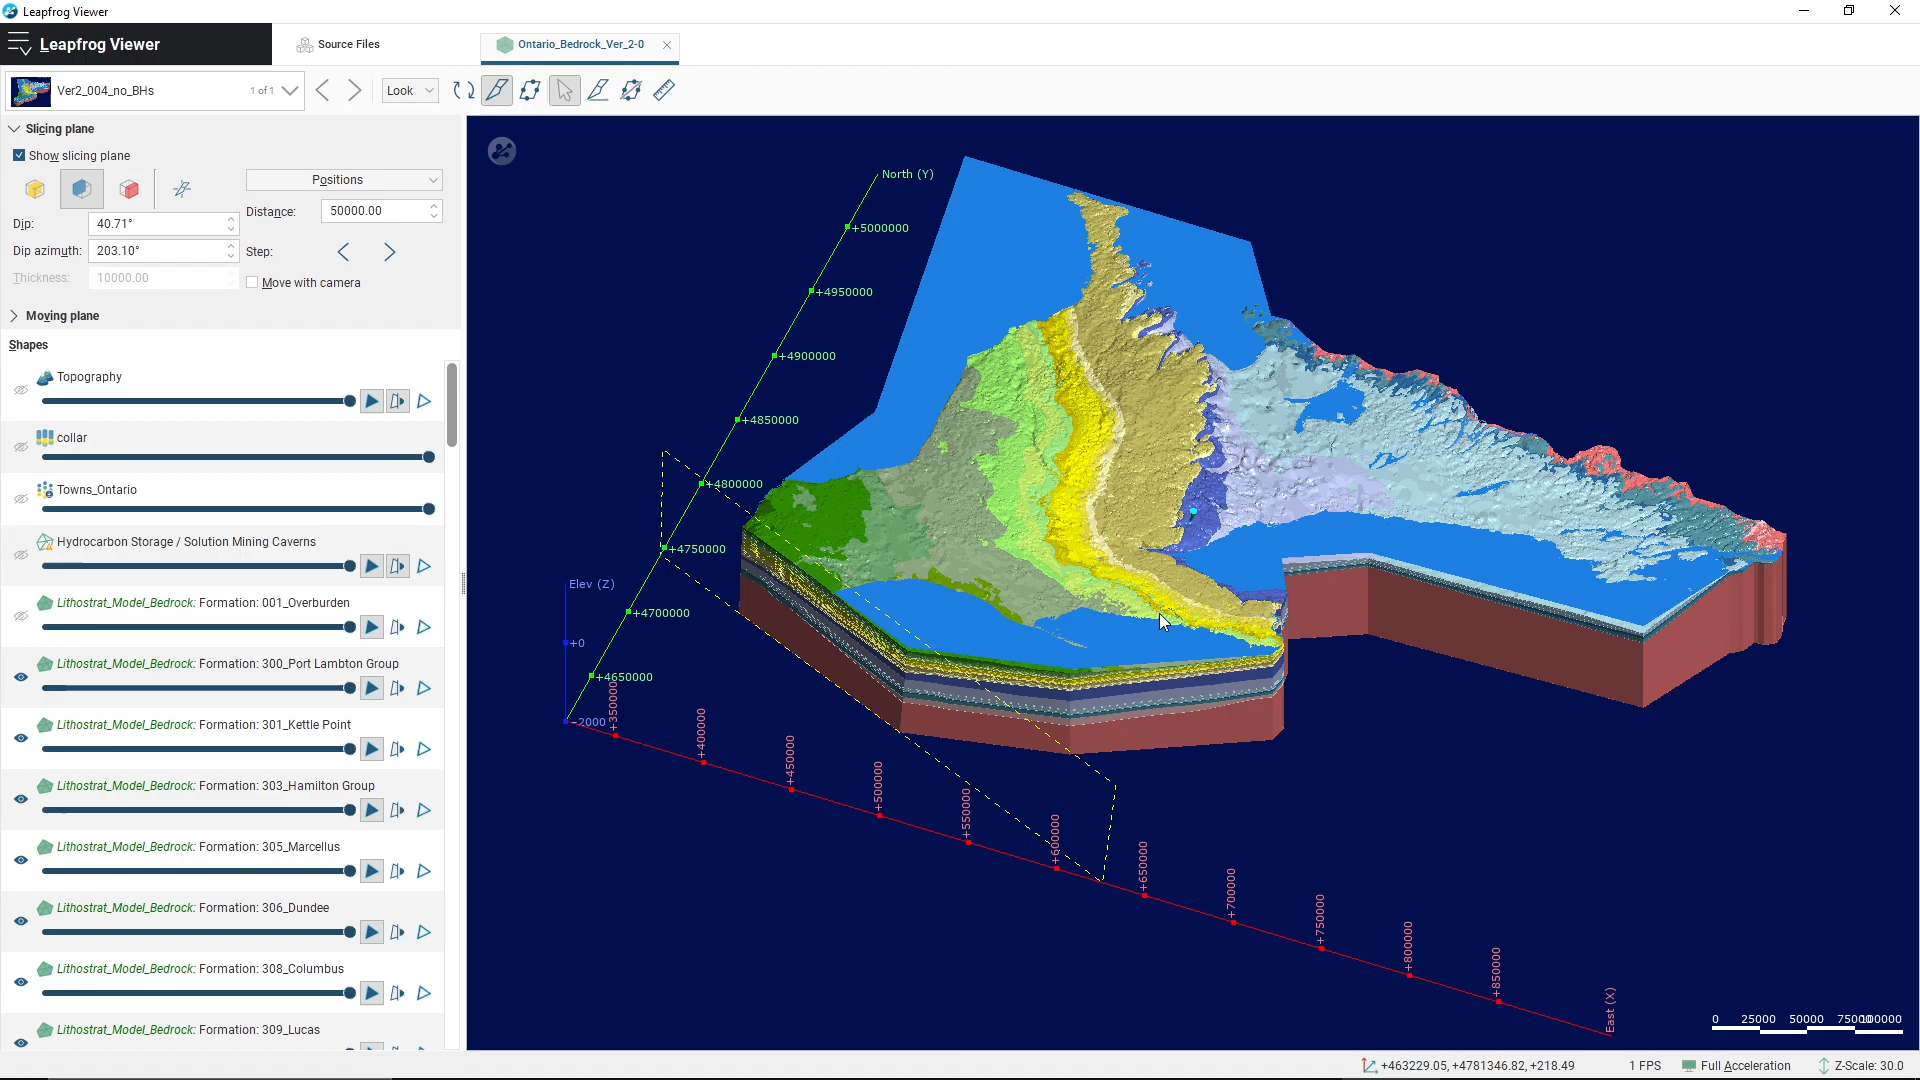 Leapfrog Viewer
Leapfrog Viewer
Source Files
Ontario_Bedrock_Ver_2-0
Ver2_004_no_BHs
1 of 1
Look
Slicing plane
Show slicing plane
Positions
Dip:
40.71°
Distance:
50000.00
Dip azimuth:
203.10°
Step:
Thickness:
10000.00
Move with camera
Moving plane
Shapes
Topography
collar
Towns_Ontario
Hydrocarbon Storage / Solution Mining Caverns
Lithostrat_Model_Bedrock: Formation: 001_Overburden
Lithostrat_Model_Bedrock: Formation: 300_Port Lambton Group
Lithostrat_Model_Bedrock: Formation: 301_Kettle Point
Lithostrat_Model_Bedrock: Formation: 303_Hamilton Group
Lithostrat_Model_Bedrock: Formation: 305_Marcellus
Lithostrat_Model_Bedrock: Formation: 306_Dundee
Lithostrat_Model_Bedrock: Formation: 308_Columbus
Lithostrat_Model_Bedrock: Formation: 309_Lucas
North (Y)
+5000000
+4950000
+4900000
+4850000
+4800000
+4750000
+4700000
+4650000
Elev (Z)
+0
-2000
+350000
+400000
+450000
+500000
+550000
+600000
+650000
+700000
+750000
+800000
+850000
East (X)
0
25000
50000
75000
100000
+463229.05, +4781346.82, +218.49
1 FPS
Full Acceleration
Z-Scale: 30.0